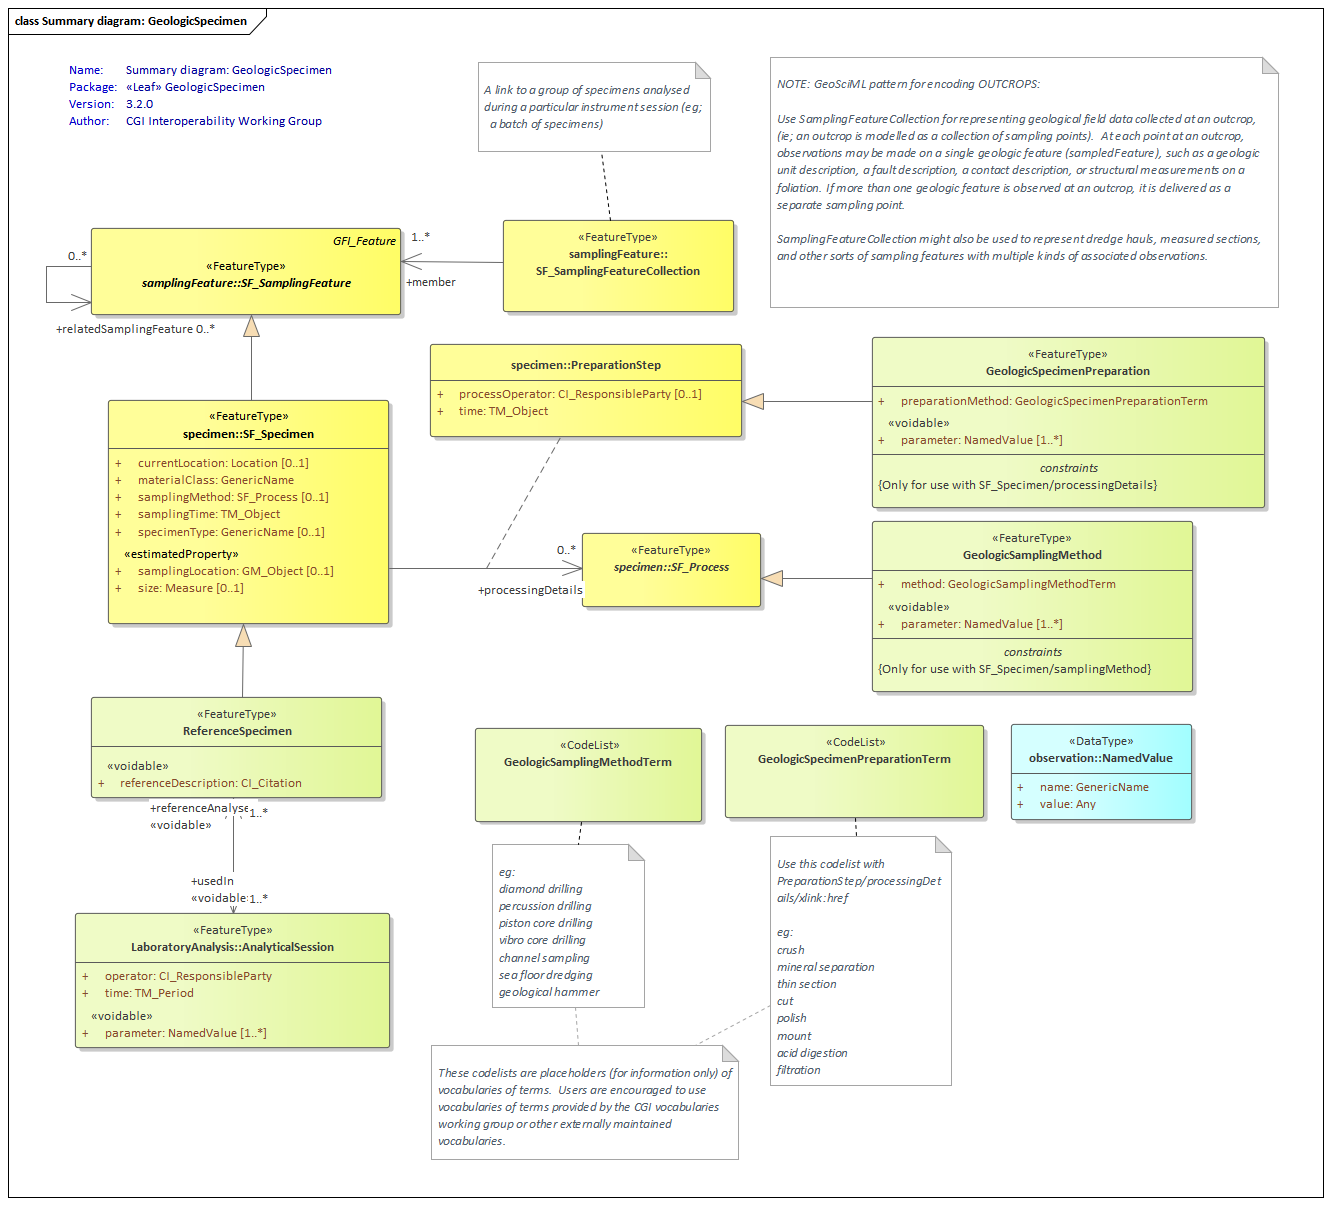 class Summary diagram: GeologicSpecimen
Name: Summary diagram: GeologicSpecimen
Package: «Leaf» GeologicSpecimen
Version: 3.2.0
Author: CGI Interoperability Working Group
A link to a group of specimens analysed
during a particular instrument session (eg;
a batch of specimens)
NOTE: GeoSciML pattern for encoding OUTCROPS:
Use SamplingFeatureCollection for representing geological field data collected at an outcrop,
(ie; an outcrop is modelled as a collection of sampling points). At each point at an outcrop,
observations may be made on a single geologic feature (sampledFeature), such as a geologic
unit description, a fault description, a contact description, or structural measurements on a
foliation. If more than one geologic feature is observed at an outcrop, it is delivered as a
separate sampling point.
SamplingFeatureCollection might also be used to represent dredge hauls, measured sections,
and other sorts of sampling features with multiple kinds of associated observations.
GFI_Feature
«FeatureType»
samplingFeature::SF_SamplingFeature
0..*
+relatedSamplingFeature 0..*
1..*
+member
«FeatureType»
samplingFeature::
SF_SamplingFeatureCollection
specimen::PreparationStep
+ processOperator: CI_ResponsibleParty [0..1]
+ time: TM_Object
«FeatureType»
GeologicSpecimenPreparation
+ preparationMethod: GeologicSpecimenPreparationTerm
«voidable»
+ parameter: NamedValue [1..*]
constraints
{Only for use with SF_Specimen/processingDetails}
«FeatureType»
specimen::SF_Specimen
+ currentLocation: Location [0..1]
+ materialClass: GenericName
+ samplingMethod: SF_Process [0..1]
+ samplingTime: TM_Object
+ specimenType: GenericName [0..1]
«estimatedProperty»
+ samplingLocation: GM_Object [0..1]
+ size: Measure [0..1]
0..*
+processingDetails
«FeatureType»
specimen::SF_Process
«FeatureType»
GeologicSamplingMethod
+ method: GeologicSamplingMethodTerm
«voidable»
+ parameter: NamedValue [1..*]
constraints
{Only for use with SF_Specimen/samplingMethod}
«FeatureType»
ReferenceSpecimen
«voidable»
+ referenceDescription: CI_Citation
+referenceAnalyse 1..*
«voidable»
+usedIn
«voidable: 1..*
«FeatureType»
LaboratoryAnalysis::AnalyticalSession
+ operator: CI_ResponsibleParty
+ time: TM_Period
«voidable»
+ parameter: NamedValue [1..*]
«CodeList»
GeologicSamplingMethodTerm
«CodeList»
GeologicSpecimenPreparationTerm
«DataType»
observation::NamedValue
+ name: GenericName
+ value: Any
eg:
diamond drilling
percussion drilling
piston core drilling
vibro core drilling
channel sampling
sea floor dredging
geological hammer
Use this codelist with
PreparationStep/processingDet
ails/xlink:href
eg:
crush
mineral separation
thin section
cut
polish
mount
acid digestion
filtration
These codelists are placeholders (for information only) of
vocabularies of terms. Users are encouraged to use
vocabularies of terms provided by the CGI vocabularies
working group or other externally maintained
vocabularies.